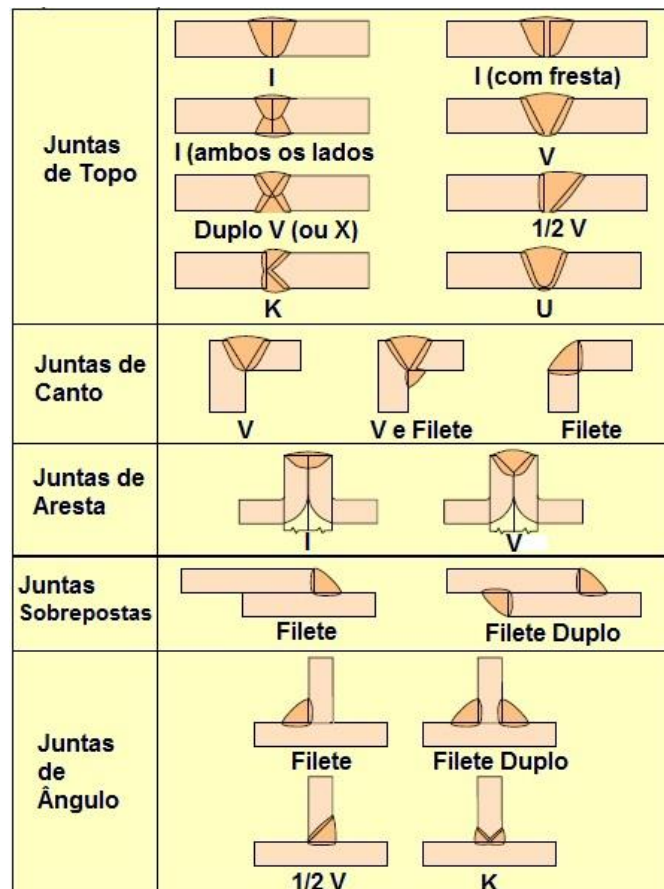 Juntas
de Topo
I
I (com fresta)
I (ambos os lados
V
Duplo V (ou X)
1/2 V
K
U
Juntas de
Canto
V
V e Filete
Filete
Juntas de
Aresta
I
V
Juntas
Sobrepostas
Filete
Filete Duplo
Juntas
de
Ângulo
Filete
Filete Duplo
1/2 V
K